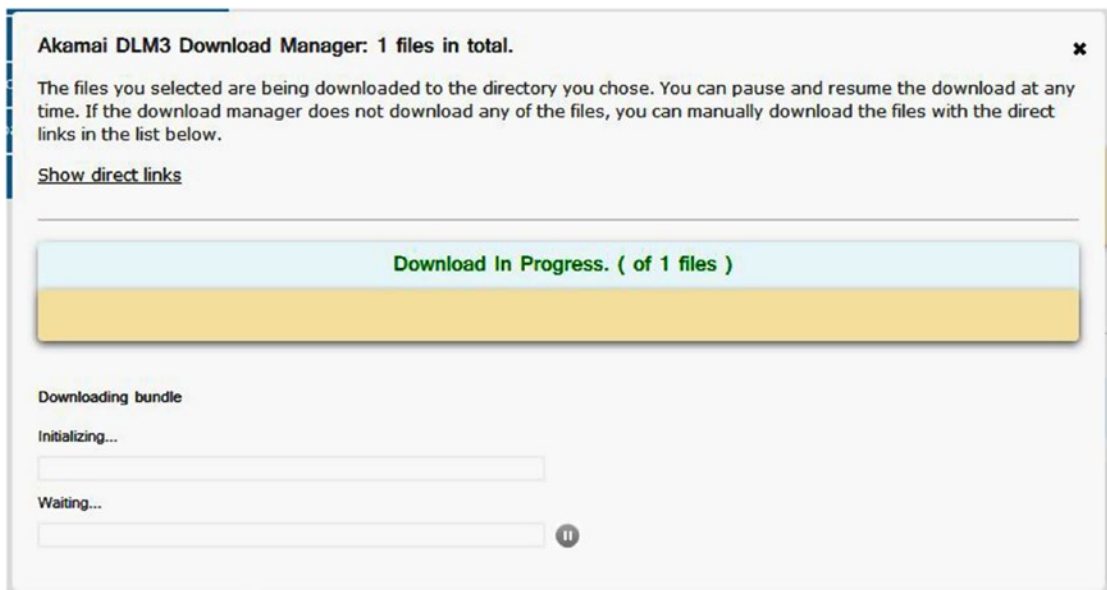 Akamai DLM3 Download Manager: 1 files in total.
The files you selected are being downloaded to the directory you chose. You can pause and resume the download at any
time. If the download manager does not download any of the files, you can manually download the files with the direct
links in the list below.
Show direct links
Download In Progress. ( of 1 files )
Downloading bundle
Initializing...
Waiting...